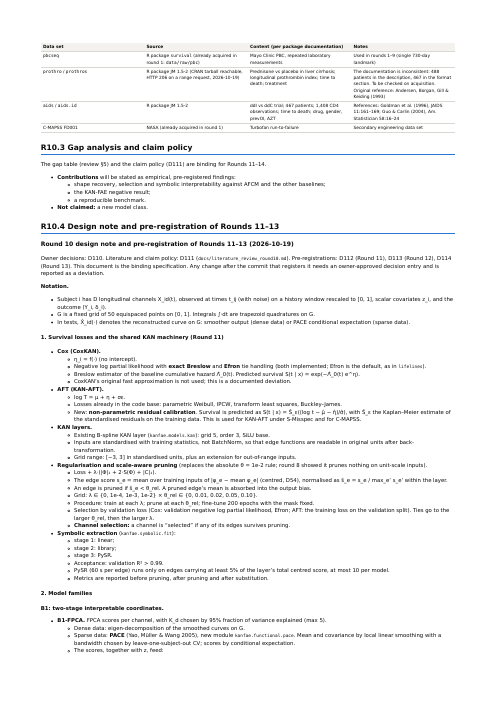 Data set Source Content (per package documentation) Notes
pbcseq R package survival (already acquired in round 1: data/raw/pbc) Mayo Clinic PBC, repeated laboratory measurements Used in rounds 1–9 (single 730-day landmark)
prothro / prothros R package JM 1.5-2 (CRAN tarball reachable, HTTP 206 on a range request, 2026-10-19) Prednisone vs placebo in liver cirrhosis; longitudinal prothrombin index; time to death; treatment The documentation is inconsistent: 488 patients in the description, 467 in the format section. To be checked on acquisition. Original reference: Andersen, Borgan, Gill & Keiding (1993)
aids / aids.id R package JM 1.5-2 ddI vs ddC trial; 467 patients; 1,408 CD4 observations; time to death; drug, gender, prevOI, AZT References: Goldman et al. (1996), JAIDS 11:161–169; Guo & Carlin (2004), Am. Statistician 58:16–24
C-MAPSS FD001 NASA (already acquired in round 1) Turbofan run-to-failure Secondary engineering data set
R10.3 Gap analysis and claim policy
The gap table (review §5) and the claim policy (D111) are binding for Rounds 11–14.
• Contributions will be stated as empirical, pre-registered findings:
shape recovery, selection and symbolic interpretability against AFCM and the other baselines;
the KAN-FAE negative result;
a reproducible benchmark.
• Not claimed: a new model class.
R10.4 Design note and pre-registration of Rounds 11–13
Round 10 design note and pre-registration of Rounds 11–13 (2026-10-19)
Owner decisions: D110. Literature and claim policy: D111 (docs/literature_review_round10.md). Pre-registrations: D112 (Round 11), D113 (Round 12), D114
(Round 13). This document is the binding specification. Any change after the commit that registers it needs an owner-approved decision entry and is
reported as a deviation.
Notation.
• Subject i has D longitudinal channels X_id(t), observed at times t_ij (with noise) on a history window rescaled to [0, 1], scalar covariates z_i, and the
outcome (Y_i, δ_i).
• G is a fixed grid of 50 equispaced points on [0, 1]. Integrals ∫·dt are trapezoid quadratures on G.
• In tests, X̂_id(·) denotes the reconstructed curve on G: smoother output (dense data) or PACE conditional expectation (sparse data).
1. Survival losses and the shared KAN machinery (Round 11)
• Cox (CoxKAN).
η_i = f(·) (no intercept).
Negative log partial likelihood with exact Breslow and Efron tie handling (both implemented; Efron is the default, as in lifelines).
Breslow estimator of the baseline cumulative hazard Λ̂_0(t). Predicted survival S(t | x) = exp(−Λ̂_0(t) e^η).
CoxKAN's original fast approximation is not used; this is a documented deviation.
• AFT (KAN-AFT).
log T = μ + η + σε.
Losses already in the code base: parametric Weibull, IPCW, transform least squares, Buckley–James.
New: non-parametric residual calibration. Survival is predicted as S(t | x) = Ŝ_ε((log t − μ̂ − η̂)/σ̂), with Ŝ_ε the Kaplan–Meier estimate of
the standardised residuals on the training data. This is used for KAN-AFT under S-Misspec and for C-MAPSS.
• KAN layers.
Existing B-spline KAN layer (kanfae.models.kan): grid 5, order 3, SiLU base.
Inputs are standardised with training statistics, not BatchNorm, so that edge functions are readable in original units after back-
transformation.
Grid range: [−3, 3] in standardised units, plus an extension for out-of-range inputs.
• Regularisation and scale-aware pruning (replaces the absolute θ = 1e-2 rule; round 8 showed it prunes nothing on unit-scale inputs).
The edge score s_e = mean over training inputs of |φ_e − mean φ_e| (centred, D54), normalised as s̃_e = s_e / max_e' s_e' within the layer.
An edge is pruned if s̃_e < θ_rel. A pruned edge's mean is absorbed into the output bias.
Grid: λ ∈ {0, 1e-4, 1e-3, 1e-2} × θ_rel ∈ {0, 0.01, 0.02, 0.05, 0.10}.
Procedure: train at each λ; prune at each θ_rel; fine-tune 200 epochs with the mask fixed.
Selection by validation loss (Cox: validation negative log partial likelihood, Efron; AFT: the training loss on the validation split). Ties go to the
larger θ_rel, then the larger λ.
Channel selection: a channel is "selected" if any of its edges survives pruning.
• Symbolic extraction (kanfae.symbolic.fit):
stage 1: linear;
stage 2: library;
stage 3: PySR.
Acceptance: validation R² > 0.99.
PySR (60 s per edge) runs only on edges carrying at least 5% of the layer's total centred score, at most 10 per model.
Metrics are reported before pruning, after pruning and after substitution.
2. Model families
B1: two-stage interpretable coordinates.
• B1-FPCA. FPCA scores per channel, with K_d chosen by 95% fraction of variance explained (max 5).
Dense data: eigen-decomposition of the smoothed curves on G.
Sparse data: PACE (Yao, Müller & Wang 2005), new module kanfae.functional.pace. Mean and covariance by local linear smoothing with a
bandwidth chosen by leave-one-subject-out CV; scores by conditional expectation.
The scores, together with z, feed: